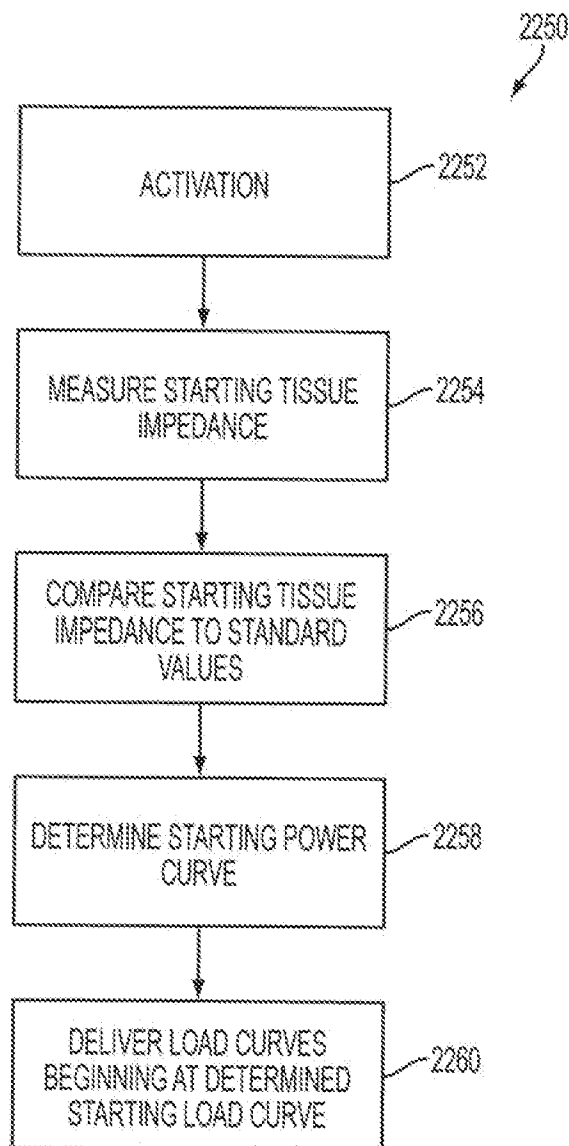 2250
ACTIVATION
2252
MEASURE STARTING TISSUE
IMPEDANCE
2254
COMPARE STARTING TISSUE
IMPEDANCE TO STANDARD
VALUES
2256
DETERMINE STARTING POWER
CURVE
2258
DELIVER LOAD CURVES
BEGINNING AT DETERMINED
STARTING LOAD CURVE
2260